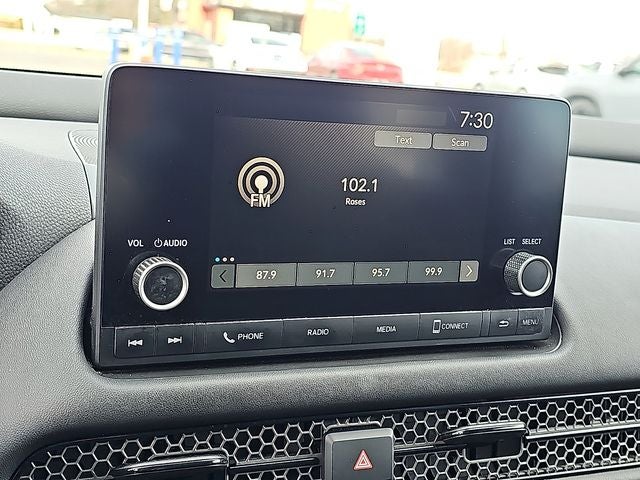 7:30
Text Scan
FM
102.1
Roses
VOL AUDIO
LIST SELECT
87.9 91.7 95.7 99.9
PHONE RADIO MEDIA CONNECT MENU